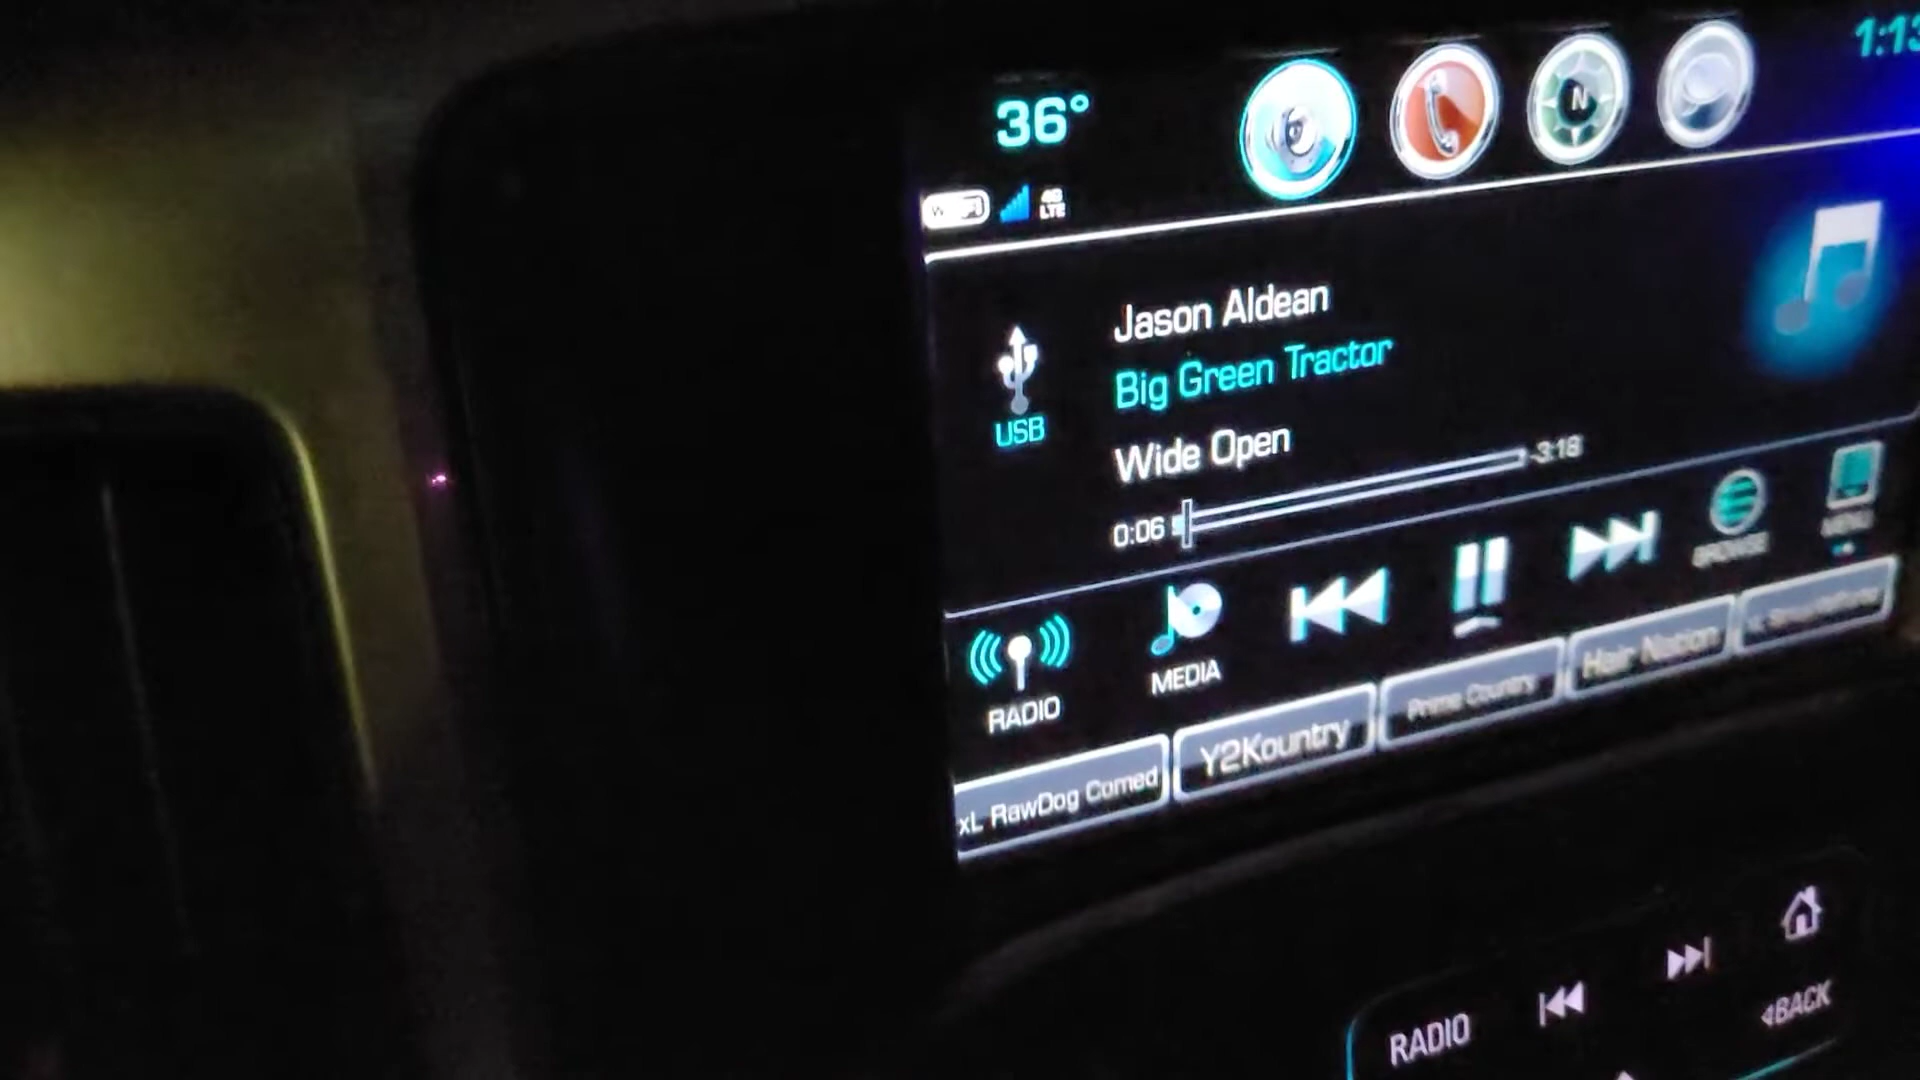 36°
1:13
N
4G
LTE
Jason Aldean
Big Green Tractor
USB
Wide Open
0:06
-3:18
BROWSE
MENU
RADIO
MEDIA
xL RawDog Comed
Y2Kountry
Prime Country
Hair Nation
RADIO
BACK